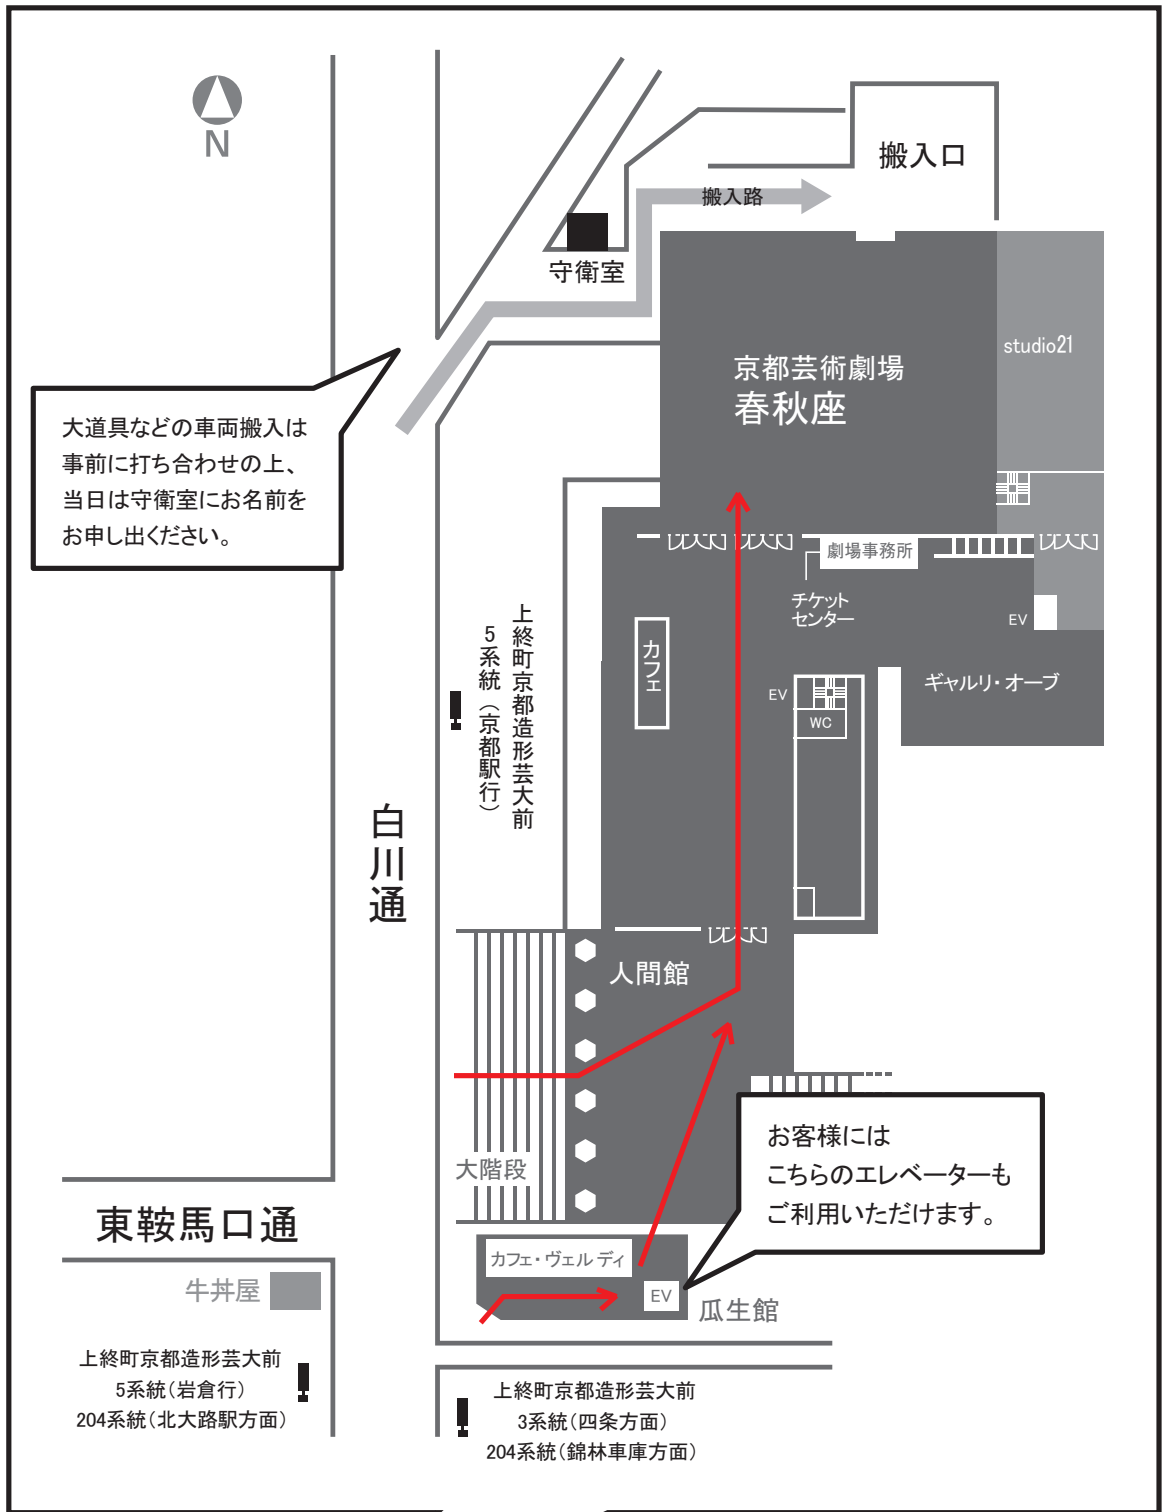 N
搬入口
搬入路
守衛室
studio21
京都芸術劇場
春秋座
大道具などの車両搬入は
事前に打ち合わせの上、
当日は守衛室にお名前を
お申し出ください。
劇場事務所
チケット
センター
EV
上終町京都造形芸大前
5系統(京都駅行)
カフェ
ギャルリ・オーブ
EV
WC
白川通
人間館
お客様には
こちらのエレベーターも
ご利用いただけます。
大階段
東鞍馬口通
カフェ・ヴェルディ
EV
瓜生館
牛丼屋
上終町京都造形芸大前
5系統(岩倉行)
204系統(北大路駅方面)
上終町京都造形芸大前
3系統(四条方面)
204系統(錦林車庫方面)